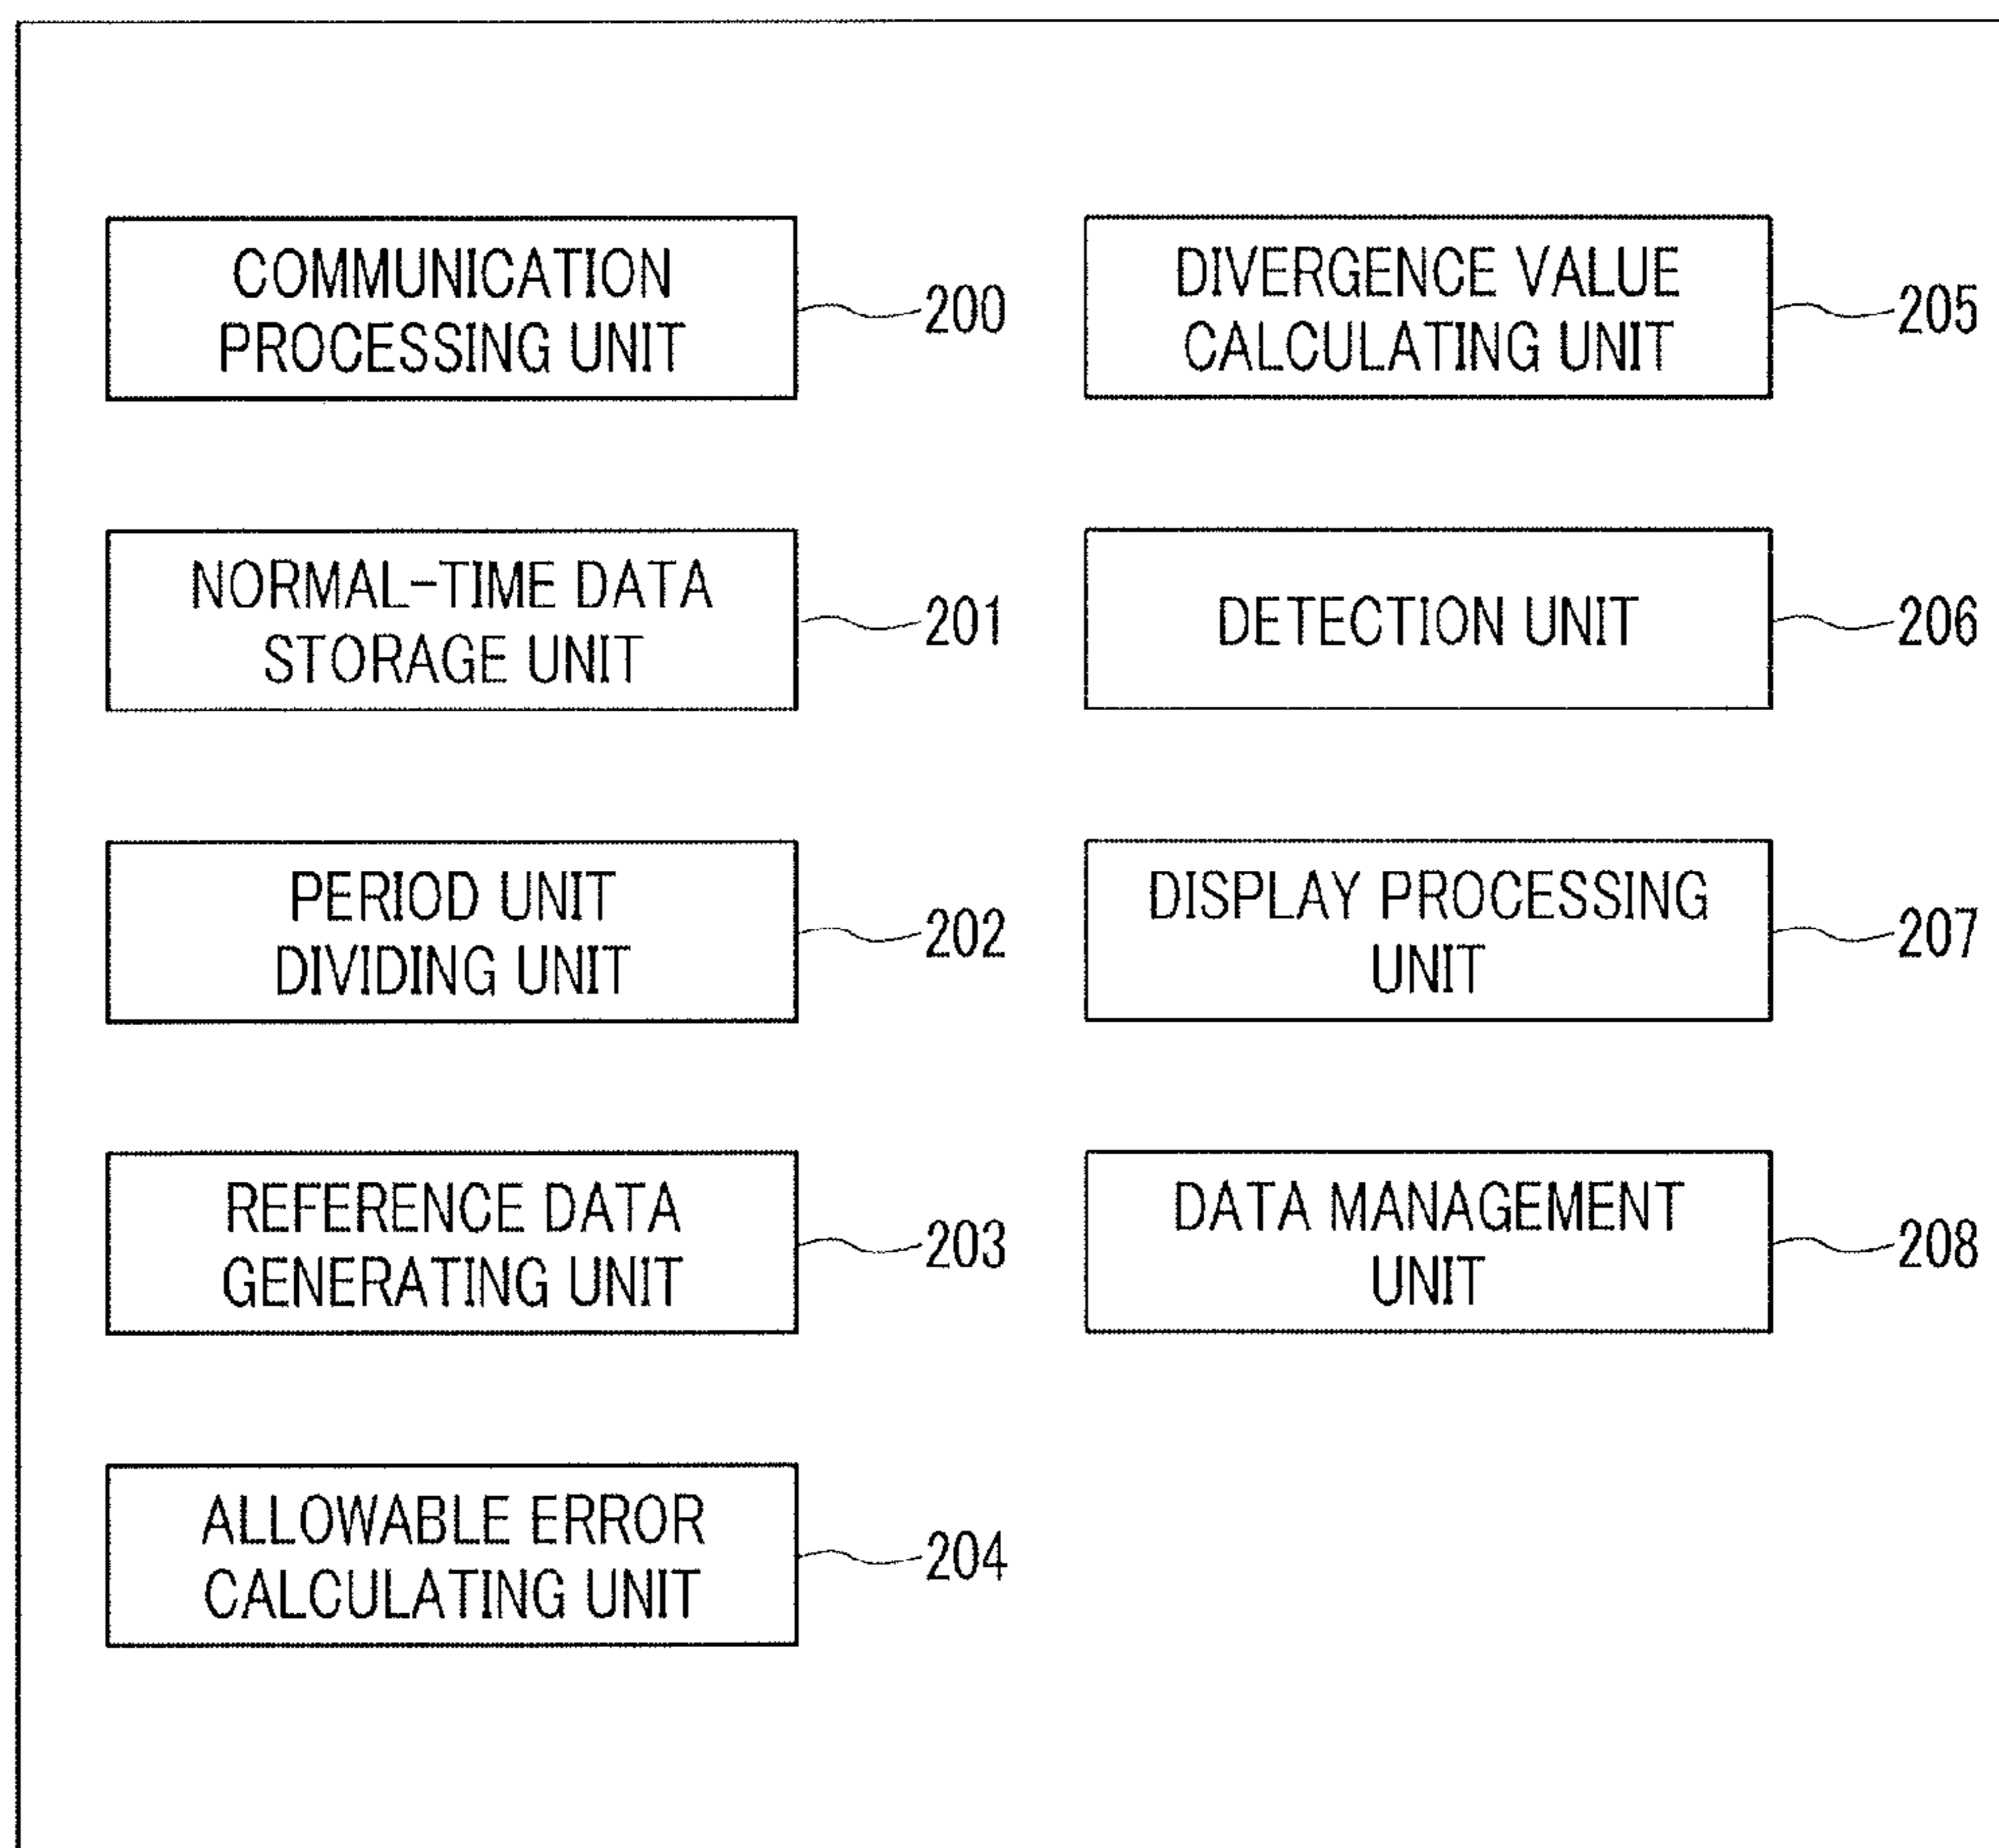 COMMUNICATION
PROCESSING UNIT
200
NORMAL-TIME DATA
STORAGE UNIT
201
PERIOD UNIT
DIVIDING UNIT
202
REFERENCE DATA
GENERATING UNIT
203
ALLOWABLE ERROR
CALCULATING UNIT
204
DIVERGENCE VALUE
CALCULATING UNIT
205
DETECTION UNIT
206
DISPLAY PROCESSING
UNIT
207
DATA MANAGEMENT
UNIT
208